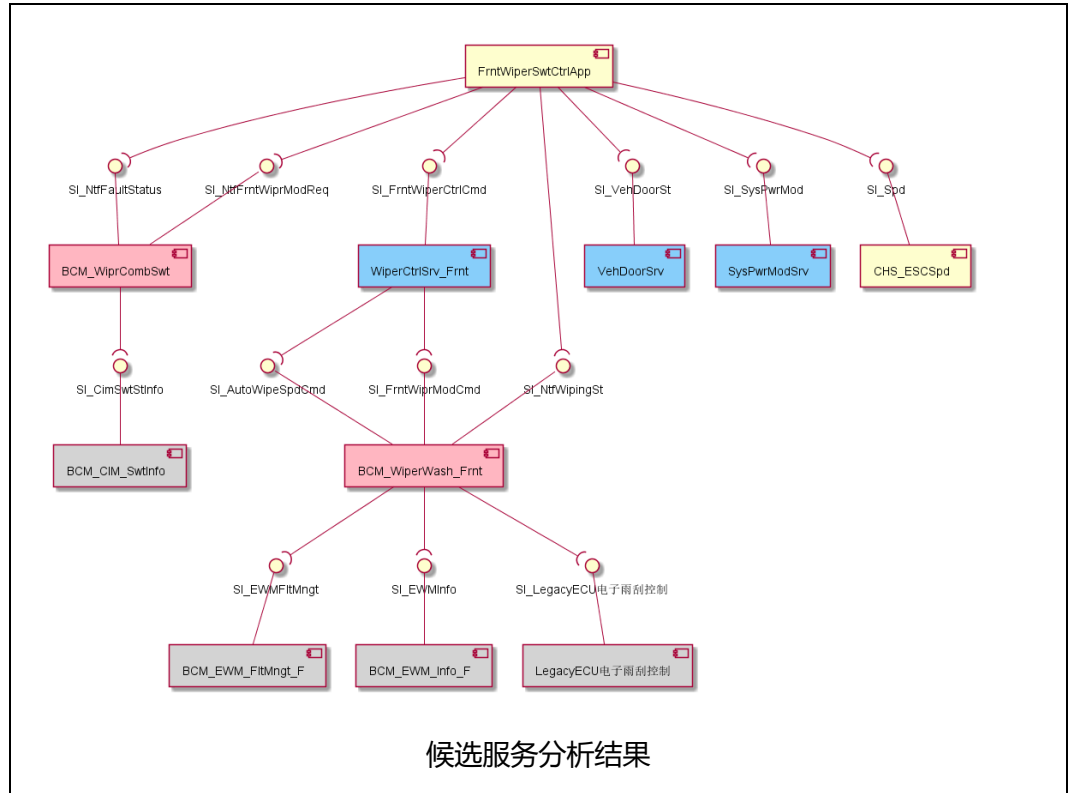 FrntWiperSwtCtrlApp
SI_NtfFaultStatus
SI_NtfFrntWiprModReq
SI_FrntWiperCtrlCmd
SI_VehDoorSt
SI_SysPwrMod
SI_Spd
BCM_WiprCombSwt
WiperCtrlSrv_Frnt
VehDoorSrv
SysPwrModSrv
CHS_ESCSpd
SI_CimSwtStInfo
SI_AutoWipeSpdCmd
SI_FrntWiprModCmd
SI_NtfWipingSt
BCM_CIM_SwtInfo
BCM_WiperWash_Frnt
SI_EWMFltMngt
SI_EWMInfo
SI_LegacyECU电子雨刮控制
BCM_EWM_FltMngt_F
BCM_EWM_Info_F
LegacyECU电子雨刮控制
候选服务分析结果